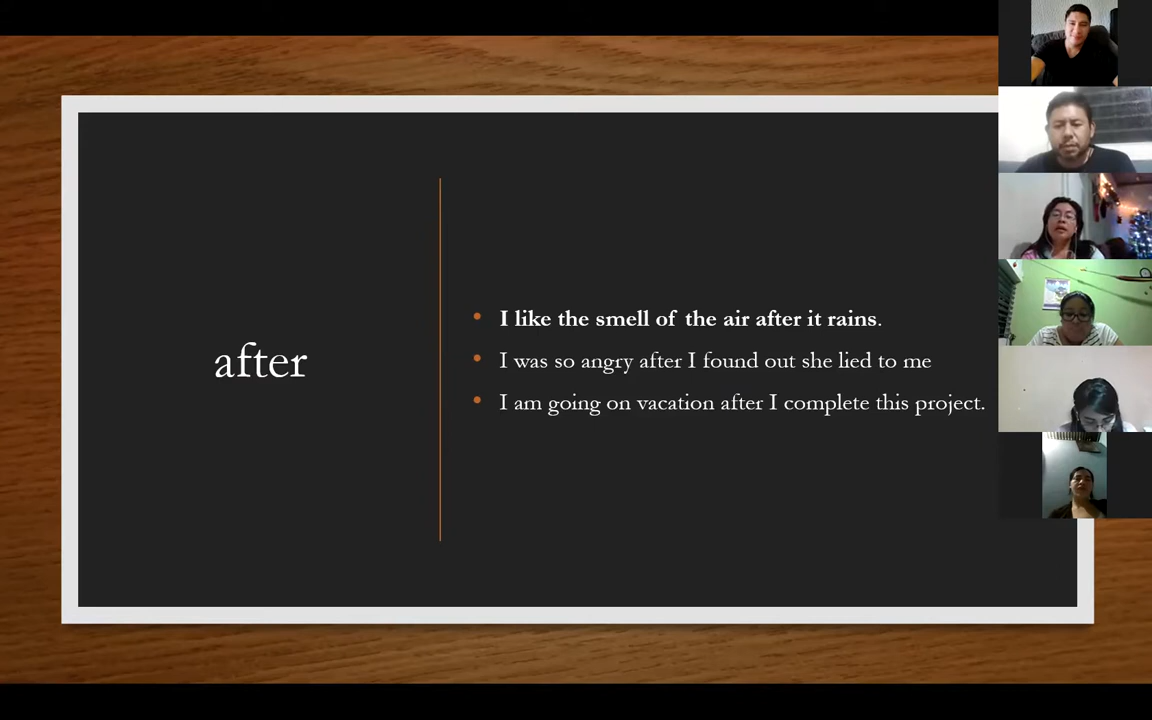 after
I like the smell of the air after it rains.
I was so angry after I found out she lied to me
I am going on vacation after I complete this project.